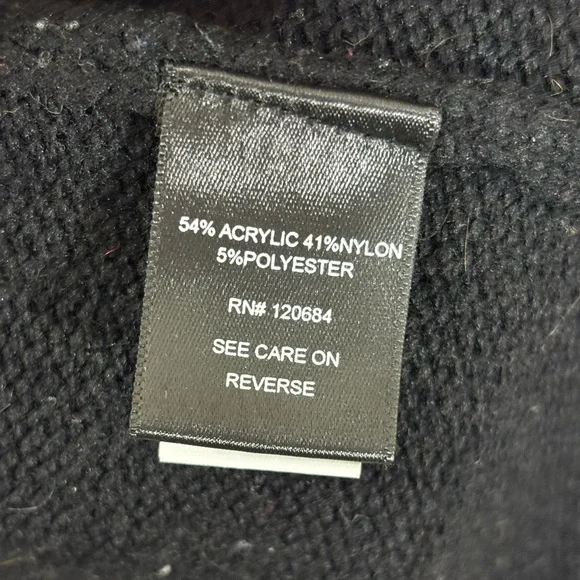 54% ACRYLIC 41%NYLON
5%POLYESTER
RN# 120684
SEE CARE ON
REVERSE